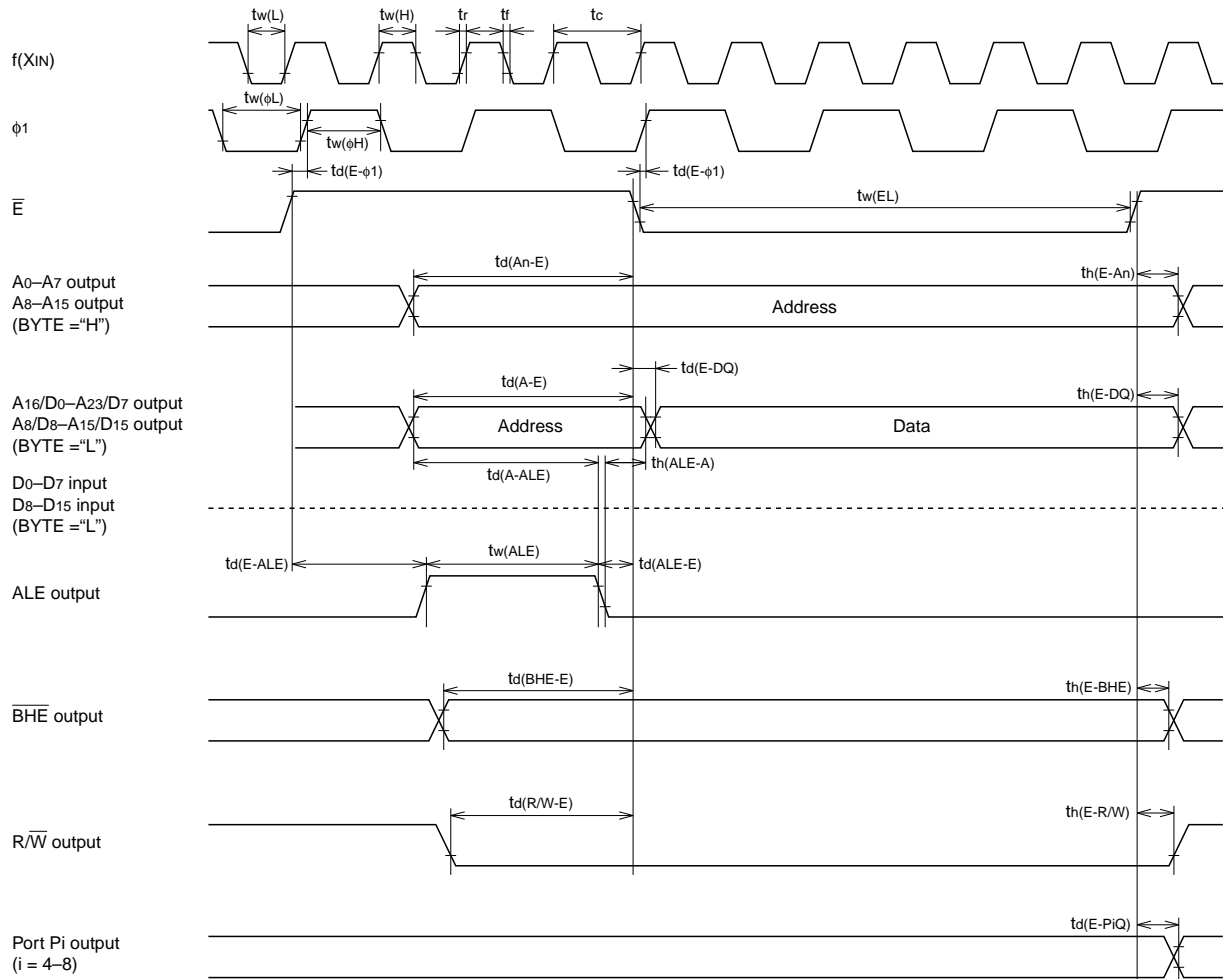 tw(L) tw(H) tr tf tc
f(XIN)
tw(ϕL)
ϕ1
tw(ϕH)
td(E-ϕ1) td(E-ϕ1)
E̅ tw(EL)
td(An-E) th(E-An)
A0–A7 output
A8–A15 output Address
(BYTE =“H”)
td(E-DQ)
td(A-E) th(E-DQ)
A16/D0–A23/D7 output
A8/D8–A15/D15 output Address Data
(BYTE =“L”)
td(A-ALE) th(ALE-A)
D0–D7 input
D8–D15 input
(BYTE =“L”)
tw(ALE)
td(E-ALE) td(ALE-E)
ALE output
td(BHE-E) th(E-BHE)
B̅H̅E̅ output
td(R/W-E) th(E-R/W)
R/W̅ output
td(E-PiQ)
Port Pi output
(i = 4–8)